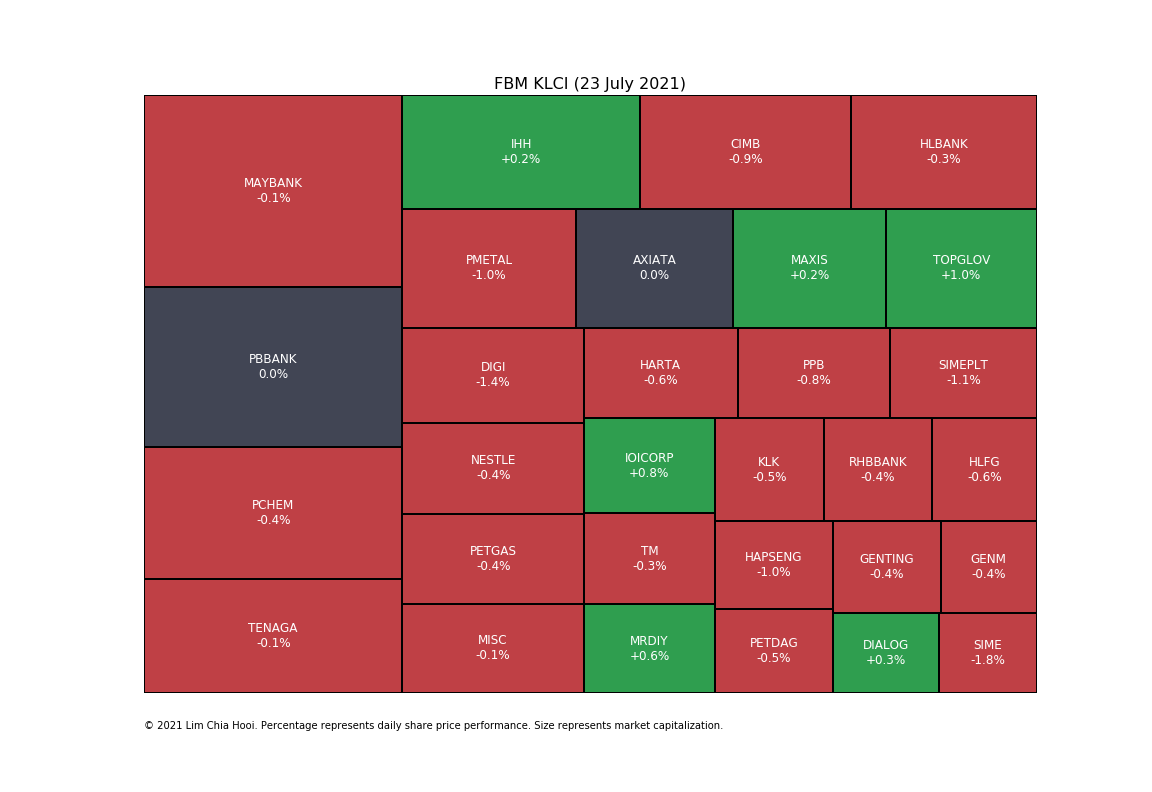 FBM KLCI (23 July 2021)
MAYBANK
-0.1%
PBBANK
0.0%
PCHEM
-0.4%
TENAGA
-0.1%
IHH
+0.2%
CIMB
-0.9%
HLBANK
-0.3%
PMETAL
-1.0%
AXIATA
0.0%
MAXIS
+0.2%
TOPGLOV
+1.0%
DIGI
-1.4%
HARTA
-0.6%
PPB
-0.8%
SIMEPLT
-1.1%
NESTLE
-0.4%
IOICORP
+0.8%
KLK
-0.5%
RHBBANK
-0.4%
HLFG
-0.6%
PETGAS
-0.4%
TM
-0.3%
HAPSENG
-1.0%
GENTING
-0.4%
GENM
-0.4%
MISC
-0.1%
MRDIY
+0.6%
PETDAG
-0.5%
DIALOG
+0.3%
SIME
-1.8%
© 2021 Lim Chia Hooi. Percentage represents daily share price performance. Size represents market capitalization.